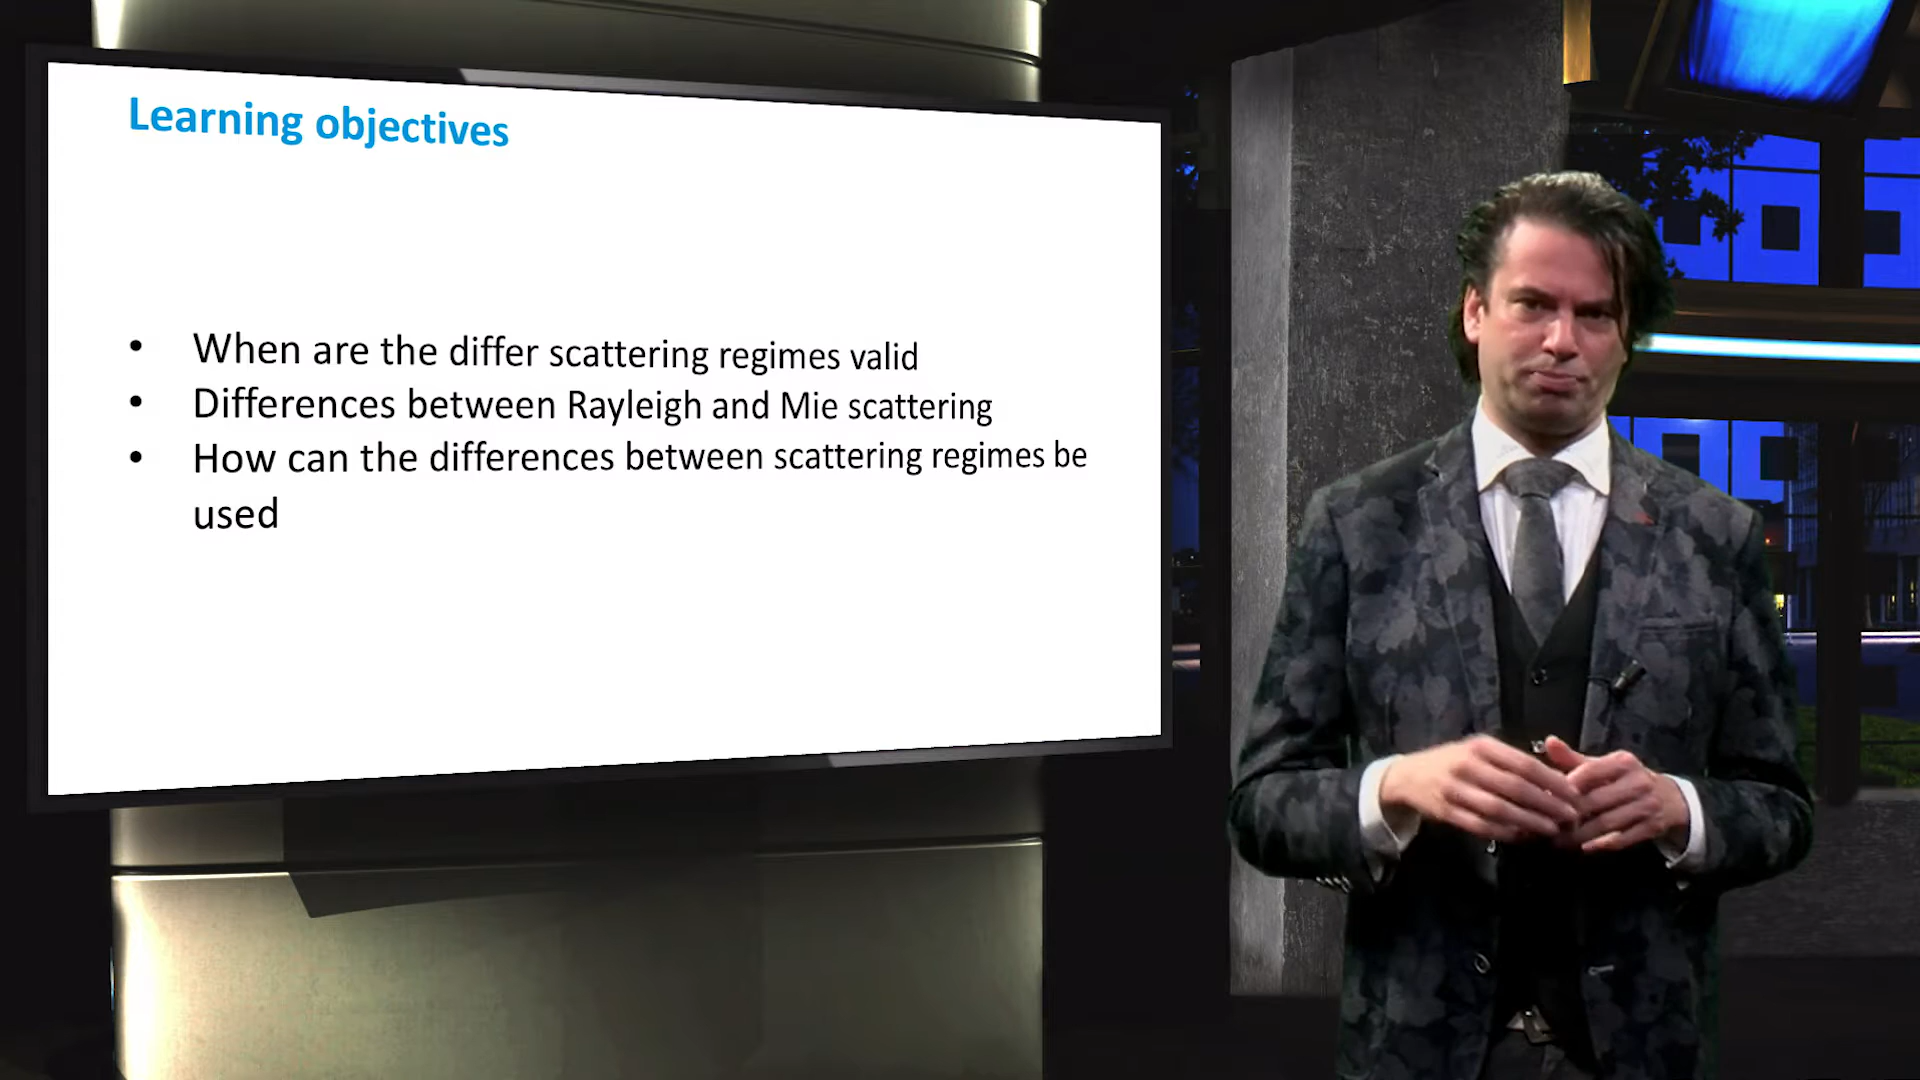 Learning objectives
• When are the differ scattering regimes valid
• Differences between Rayleigh and Mie scattering
• How can the differences between scattering regimes be
used